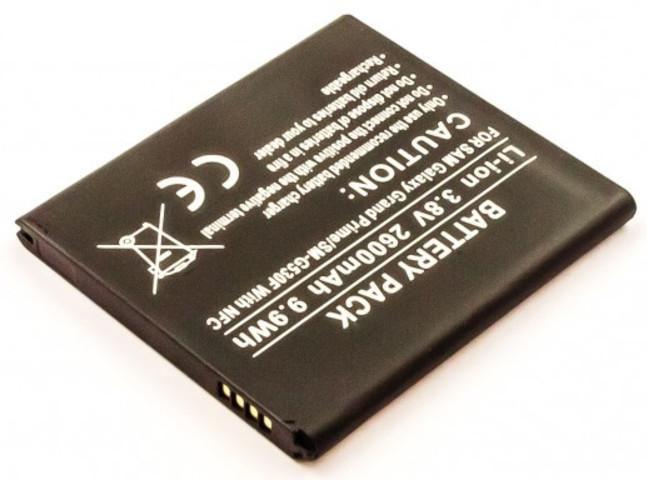 BATTERY PACK
Li-ion 3.8V 2600mAh 9.9Wh
FOR SAM Galaxy Grand Prime/SM-G530F With NFC
CAUTION:
•Only use the recommended battery charger
•Do not connect the positive with the negative terminal
•Do not dispose of batteries in a fire
•Return old batteries to your dealer
•Rechargeable
CE